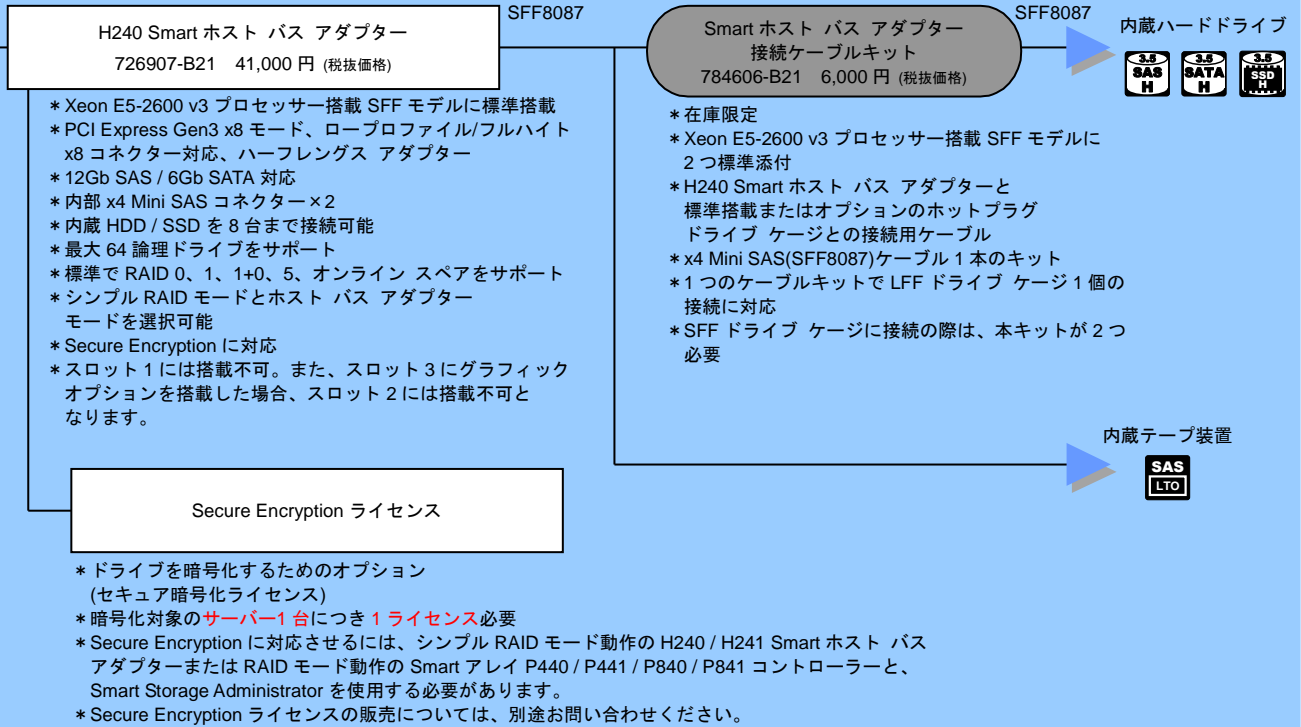 H240 Smart ホスト バス アダプター
726907-B21 41,000 円 (税抜価格)
SFF8087
Smart ホスト バス アダプター
接続ケーブルキット
784606-B21 6,000 円 (税抜価格)
SFF8087
内蔵ハードドライブ
3.5 SAS H
3.5 SATA H
3.5 SSD H
＊Xeon E5-2600 v3 プロセッサー搭載 SFF モデルに標準搭載
＊PCI Express Gen3 x8 モード、ロープロファイル/フルハイト
x8 コネクター対応、ハーフレングス アダプター
＊12Gb SAS / 6Gb SATA 対応
＊内部 x4 Mini SAS コネクター×2
＊内蔵 HDD / SSD を 8 台まで接続可能
＊最大 64 論理ドライブをサポート
＊標準で RAID 0、1、1+0、5、オンライン スペアをサポート
＊シンプル RAID モードとホスト バス アダプター
モードを選択可能
＊Secure Encryption に対応
＊スロット 1 には搭載不可。また、スロット 3 にグラフィック
オプションを搭載した場合、スロット 2 には搭載不可と
なります。
＊在庫限定
＊Xeon E5-2600 v3 プロセッサー搭載 SFF モデルに
2 つ標準添付
＊H240 Smart ホスト バス アダプターと
標準搭載またはオプションのホットプラグ
ドライブ ケージとの接続用ケーブル
＊x4 Mini SAS(SFF8087)ケーブル 1 本のキット
＊1 つのケーブルキットで LFF ドライブ ケージ 1 個の
接続に対応
＊SFF ドライブ ケージに接続の際は、本キットが 2 つ
必要
内蔵テープ装置
SAS
LTO
Secure Encryption ライセンス
＊ドライブを暗号化するためのオプション
(セキュア暗号化ライセンス)
＊暗号化対象のサーバー1 台につき 1 ライセンス必要
＊Secure Encryption に対応させるには、シンプル RAID モード動作の H240 / H241 Smart ホスト バス
アダプターまたは RAID モード動作の Smart アレイ P440 / P441 / P840 / P841 コントローラーと、
Smart Storage Administrator を使用する必要があります。
＊Secure Encryption ライセンスの販売については、別途お問い合わせください。